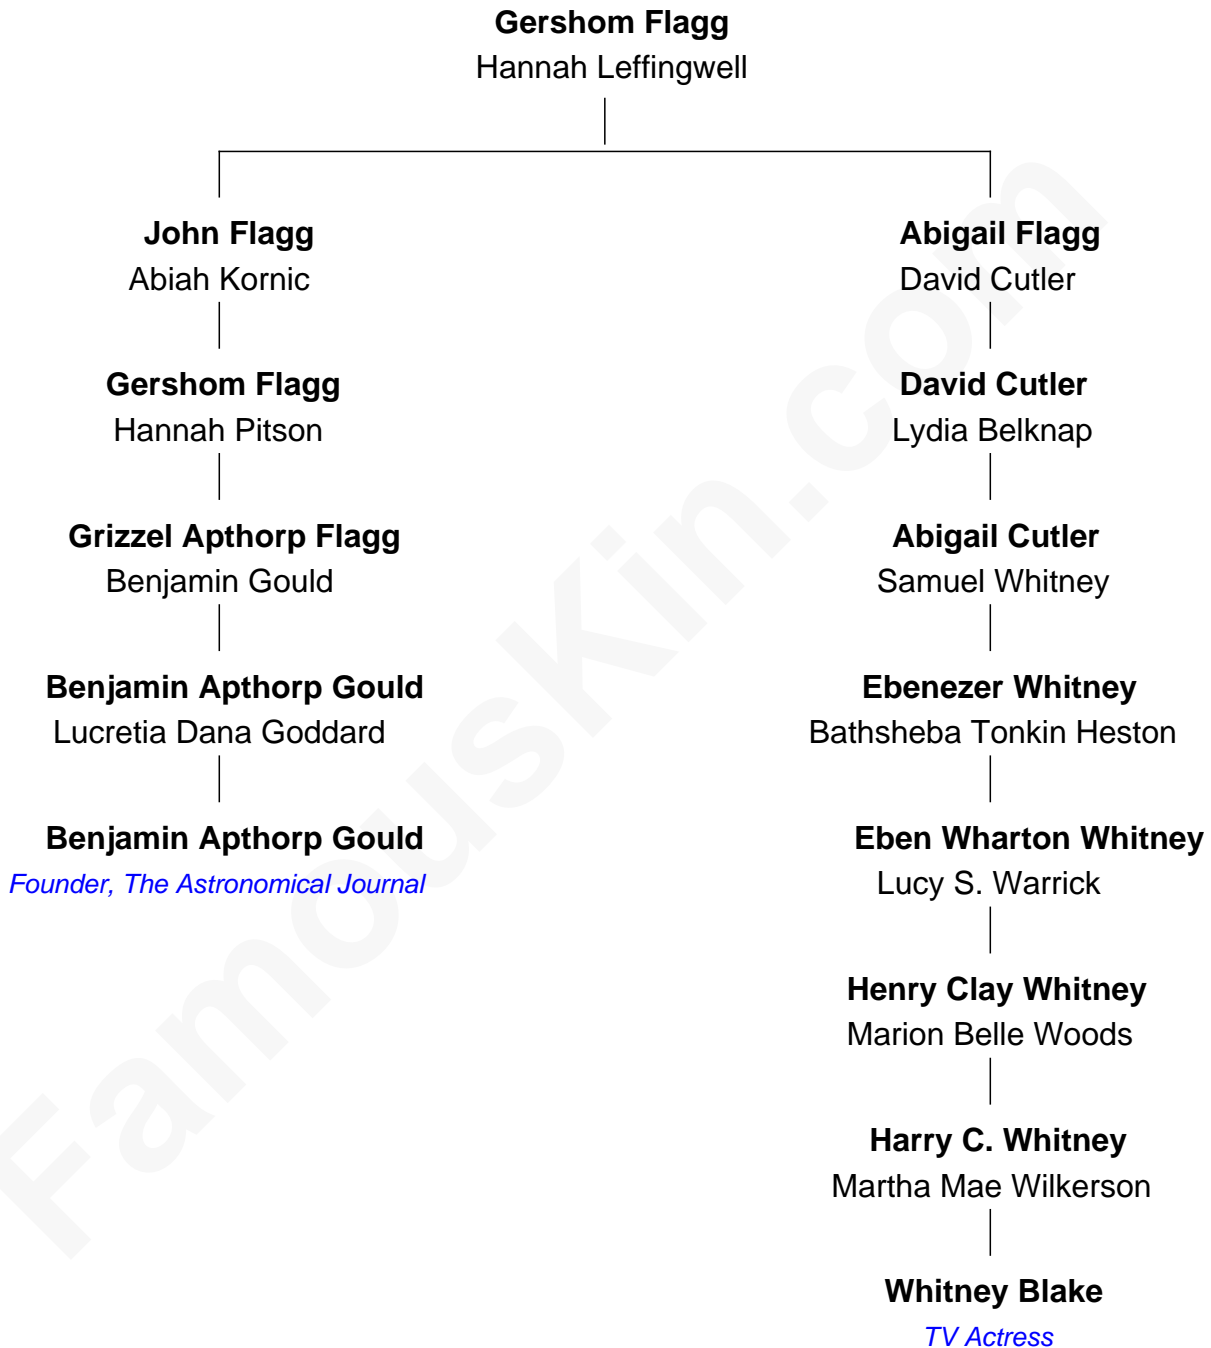 Gershom Flagg
Hannah Leffingwell
John Flagg
Abiah Kornic
Gershom Flagg
Hannah Pitson
Grizzel Apthorp Flagg
Benjamin Gould
Benjamin Apthorp Gould
Lucretia Dana Goddard
Benjamin Apthorp Gould
Founder, The Astronomical Journal
Abigail Flagg
David Cutler
David Cutler
Lydia Belknap
Abigail Cutler
Samuel Whitney
Ebenezer Whitney
Bathsheba Tonkin Heston
Eben Wharton Whitney
Lucy S. Warrick
Henry Clay Whitney
Marion Belle Woods
Harry C. Whitney
Martha Mae Wilkerson
Whitney Blake
TV Actress
FamousKin.com